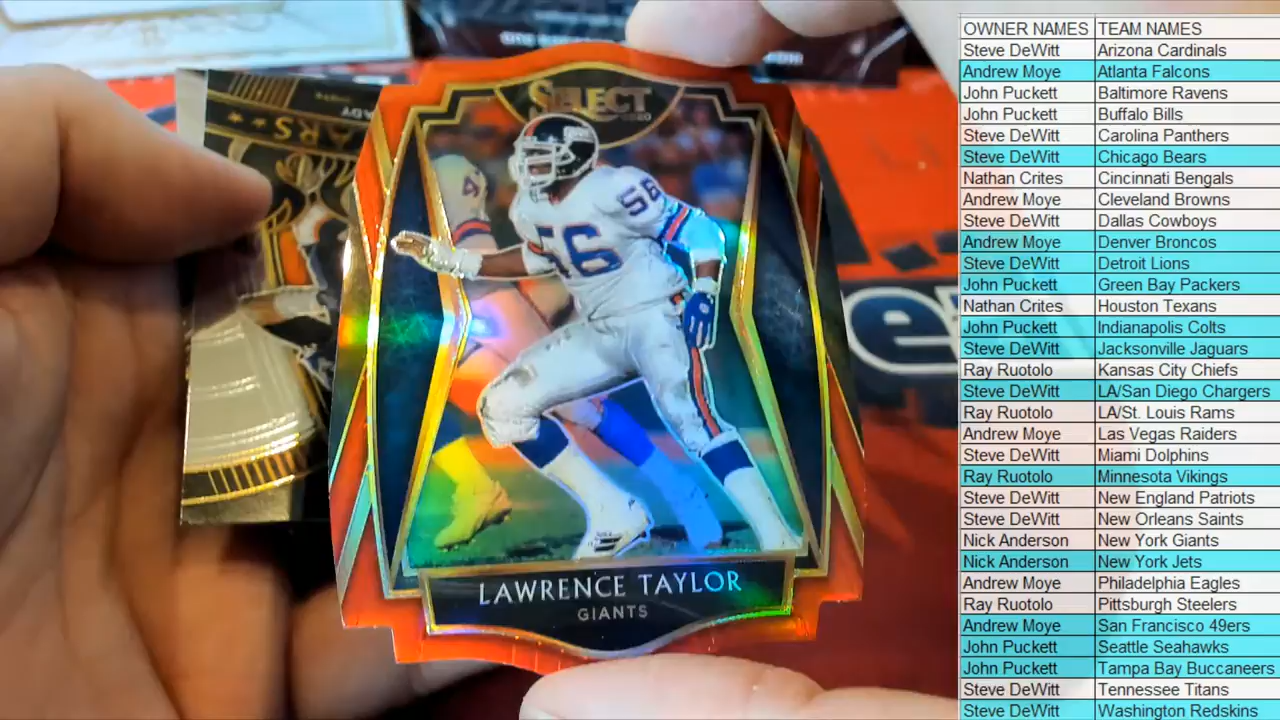 SELECT
2020
56
56
4
LAWRENCE TAYLOR
GIANTS
OWNER NAMES TEAM NAMES
Steve DeWitt Arizona Cardinals
Andrew Moye Atlanta Falcons
John Puckett Baltimore Ravens
John Puckett Buffalo Bills
Steve DeWitt Carolina Panthers
Steve DeWitt Chicago Bears
Nathan Crites Cincinnati Bengals
Andrew Moye Cleveland Browns
Steve DeWitt Dallas Cowboys
Andrew Moye Denver Broncos
Steve DeWitt Detroit Lions
John Puckett Green Bay Packers
Nathan Crites Houston Texans
John Puckett Indianapolis Colts
Steve DeWitt Jacksonville Jaguars
Ray Ruotolo Kansas City Chiefs
Steve DeWitt LA/San Diego Chargers
Ray Ruotolo LA/St. Louis Rams
Andrew Moye Las Vegas Raiders
Steve DeWitt Miami Dolphins
Ray Ruotolo Minnesota Vikings
Steve DeWitt New England Patriots
Steve DeWitt New Orleans Saints
Nick Anderson New York Giants
Nick Anderson New York Jets
Andrew Moye Philadelphia Eagles
Ray Ruotolo Pittsburgh Steelers
Andrew Moye San Francisco 49ers
John Puckett Seattle Seahawks
John Puckett Tampa Bay Buccaneers
Steve DeWitt Tennessee Titans
Steve DeWitt Washington Redskins